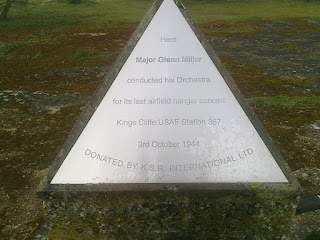 Here
Major Glenn Miller
conducted his Orchestra
for its last airfield hanger concert
Kings Cliffe USAF Station 367
3rd October 1944
DONATED BY K.S.R. INTERNATIONAL LTD